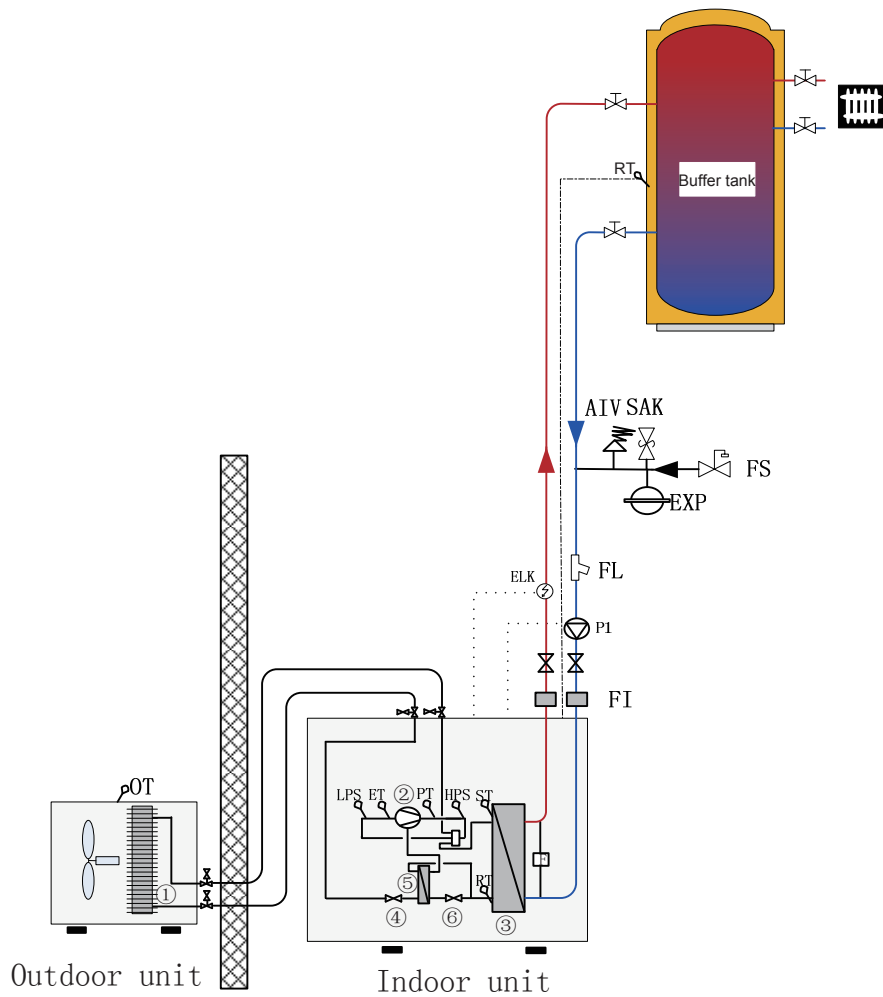 RT
Buffer tank
AIV SAK
FS
EXP
FL
ELK
P1
FI
OT
LPS ET ② PT HPS ST
F
①
⑤
RT
④ ⑥ ③
Outdoor unit
Indoor unit